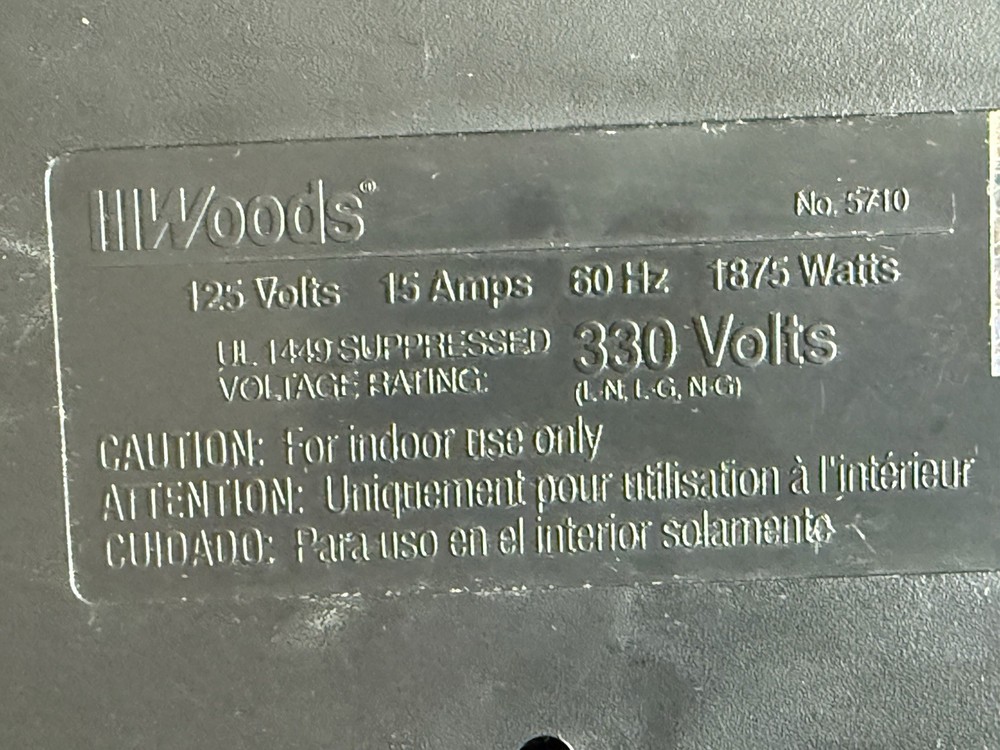 Woods®
No. 5710
125 Volts 15 Amps 60 Hz 1875 Watts
UL 1449 SUPPRESSED
VOLTAGE RATING:
330 Volts
(L-N, L-G, N-G)
CAUTION: For indoor use only
ATTENTION: Uniquement pour utilisation à l'intérieur
CUIDADO: Para uso en el interior solamente